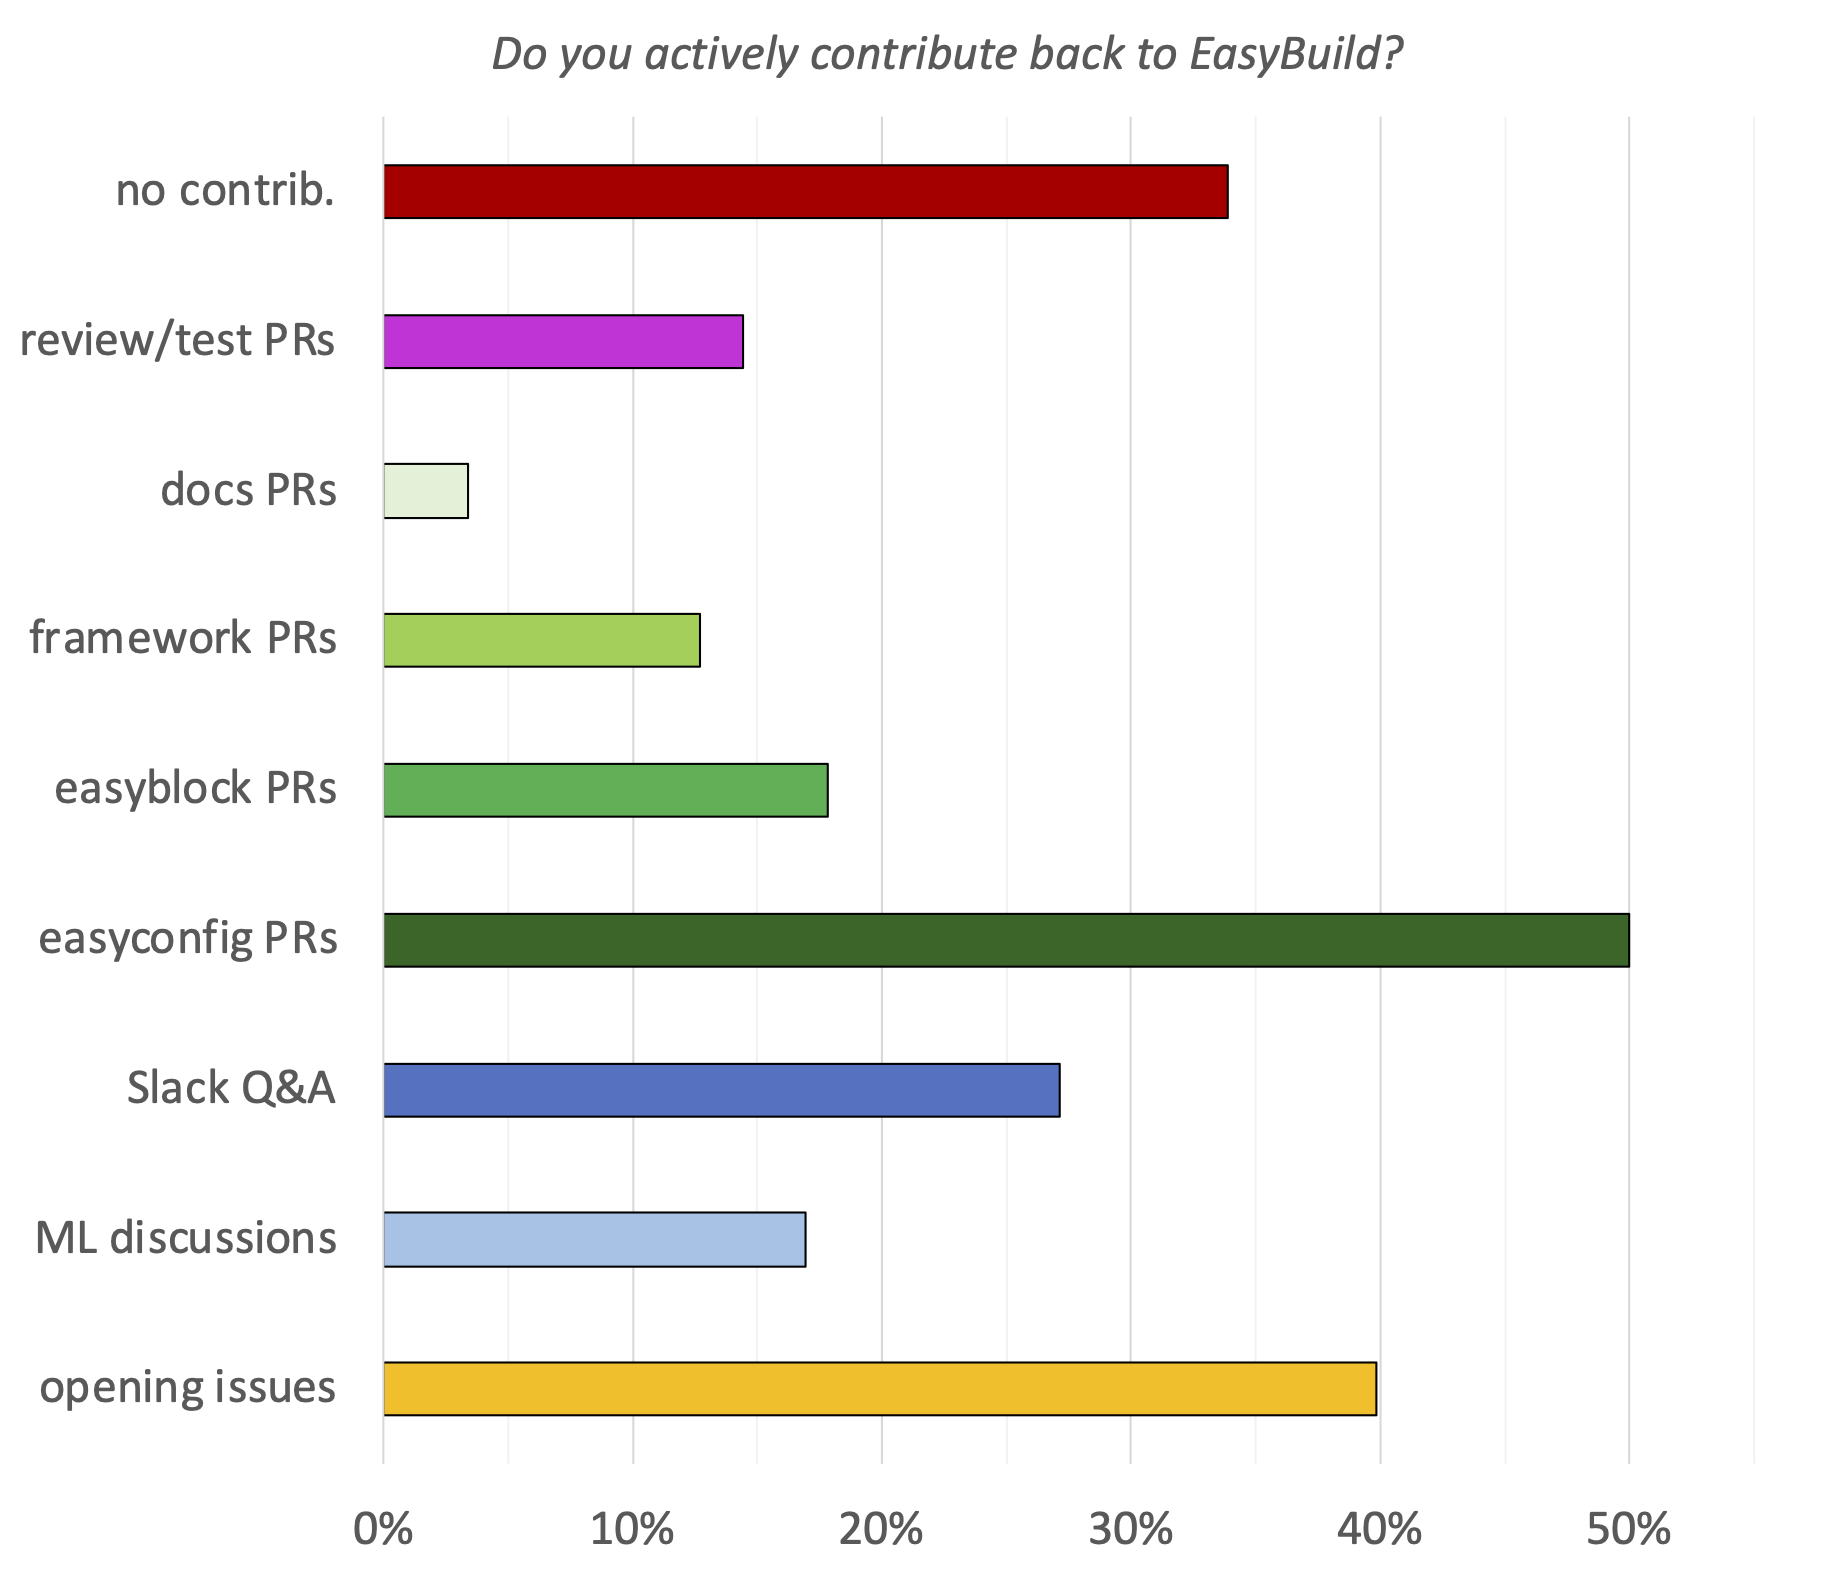 Do you actively contribute back to EasyBuild?
no contrib.
review/test PRs
docs PRs
framework PRs
easyblock PRs
easyconfig PRs
Slack Q&A
ML discussions
opening issues
0% 10% 20% 30% 40% 50%